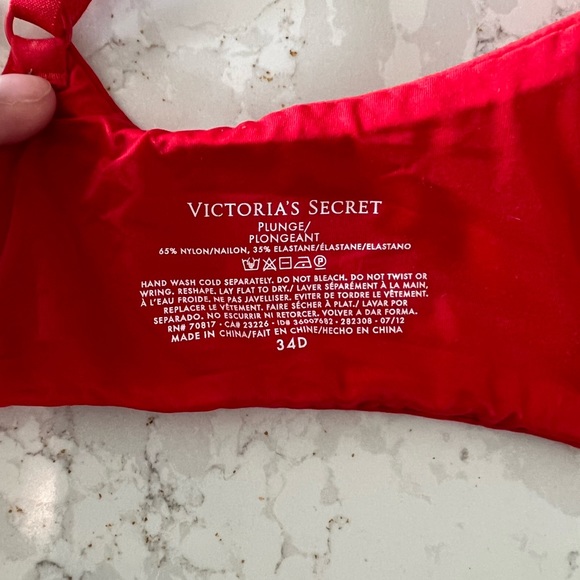 VICTORIA'S SECRET
PLUNGE/
PLONGEANT
65% NYLON/NAILON, 35% ELASTANE/ÉLASTANE/ELASTANO
HAND WASH COLD SEPARATELY. DO NOT BLEACH. DO NOT TWIST OR
WRING. RESHAPE. LAY FLAT TO DRY./ LAVER SÉPARÉMENT À LA MAIN,
À L'EAU FROIDE. NE PAS JAVELLISER. EVITER DE TORDRE LE VÊTEMENT.
REPLACER LE VÊTEMENT. FAIRE SÉCHER À PLAT./ LAVAR POR
SEPARADO. NO ESCURRIR NI RETORCER. VOLVER A DAR FORMA.
RN# 70817 • CA# 23226 • ID# 36007682 • 282308 • 07/12
MADE IN CHINA/FAIT EN CHINE/HECHO EN CHINA
34D